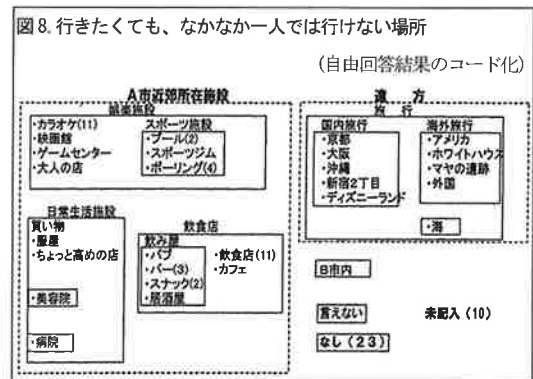 図8. 行きたくても、なかなか一人では行けない場所
(自由回答結果のコード化)
A市近郊所在施設
娯楽施設
・カラオケ(11)
・映画館
・ゲームセンター
・大人の店
スポーツ施設
・プール(2)
・スポーツジム
・ボーリング(4)
日常生活施設
買い物
・服屋
・ちょっと高めの店
・美容院
・病院
飲食店
飲み屋
・パブ
・バー(3)
・スナック(2)
・居酒屋
・飲食店(11)
・カフェ
遠 方
旅 行
国内旅行
・京都
・大阪
・沖縄
・新宿2丁目
・ディズニーランド
海外旅行
・アメリカ
・ホワイトハウス
・マヤの遺跡
・外国
・海
B市内
言えない
未記入(10)
なし(23)